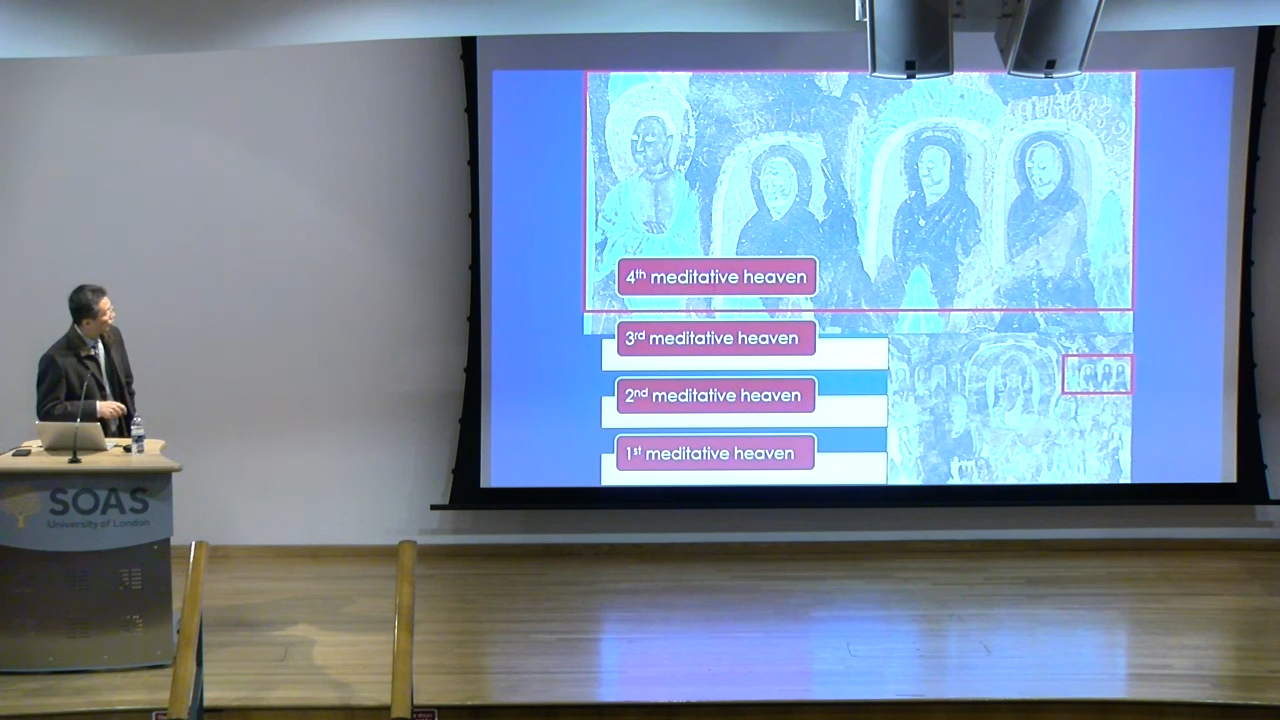 4th meditative heaven
3rd meditative heaven
2nd meditative heaven
1st meditative heaven
SOAS
University of London